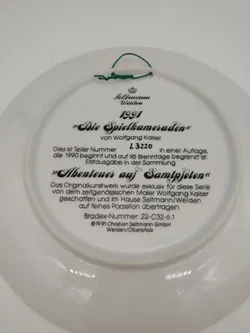 Seltmann
Weiden
1991
"Die Spielkameraden"
von Wolfgang Kaiser
Dies ist Teller Nummer L3220 in einer Auflage,
die 1990 beginnt und auf 95 Brenntage begrenzt ist.
Erstausgabe in der Sammlung
"Abenteuer auf Samtpfoten"
Das Originalkunstwerk wurde exklusiv für diese Serie
von dem zeitgenössischen Maler Wolfgang Kaiser
geschaffen und im Hause Seltmann/Weiden
auf feines Porzellan übertragen.
Bradex-Nummer: 22-C32-6.1
©1991 Christian Seltmann GmbH
Weiden/Oberpfalz